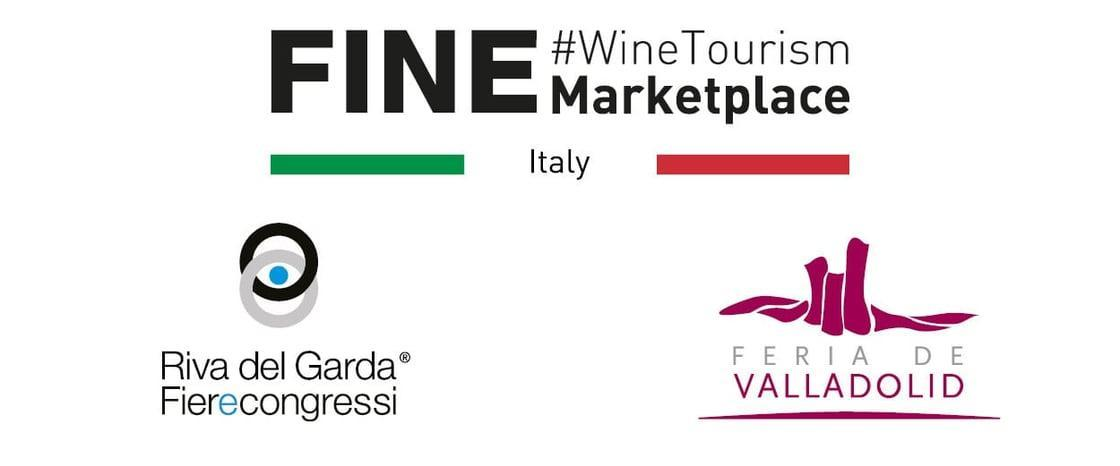 FINE #WineTourism
Marketplace
Italy
Riva del Garda®
Fierecongressi
FERIA DE
VALLADOLID